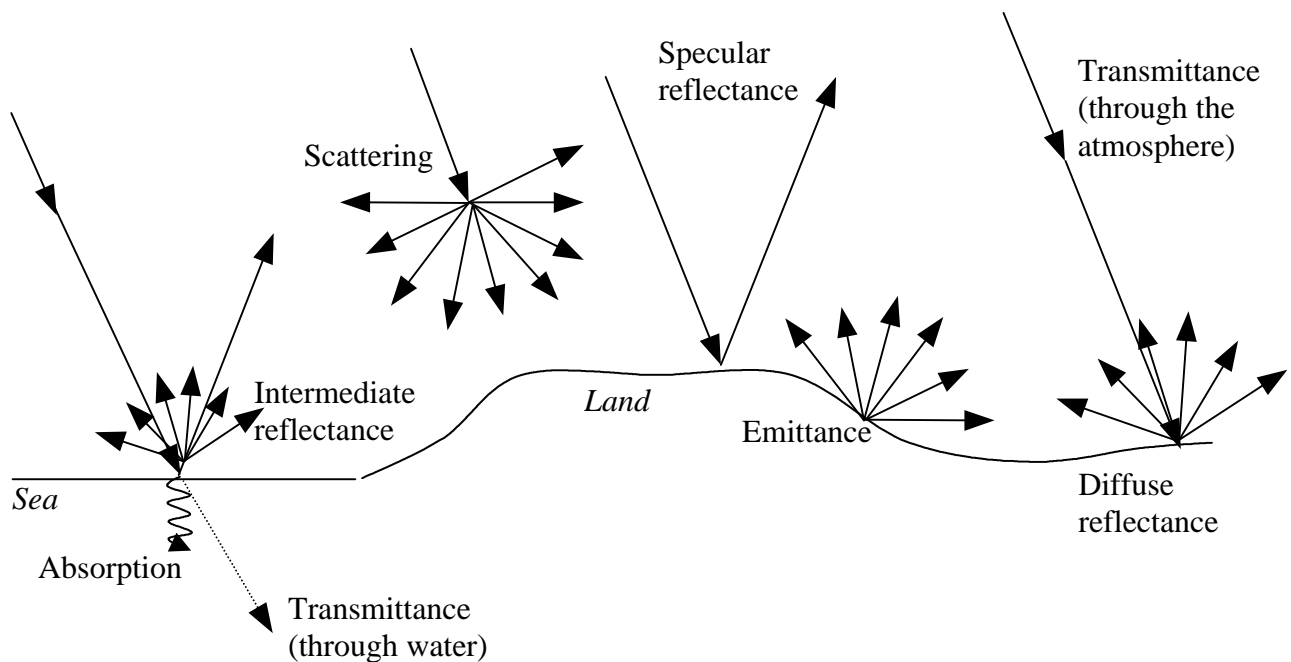 Specular
reflectance
Transmittance
(through the
atmosphere)
Scattering
Intermediate
reflectance
Land
Emittance
Sea
Diffuse
reflectance
Absorption
Transmittance
(through water)